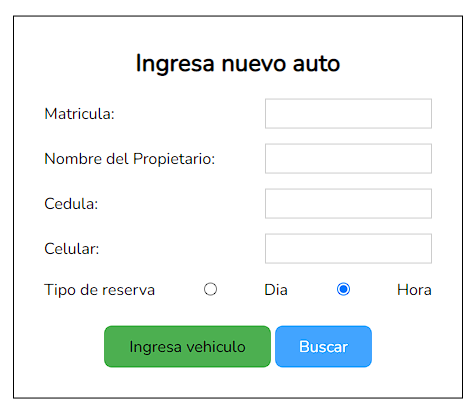 Ingresa nuevo auto
Matricula:
Nombre del Propietario:
Cedula:
Celular:
Tipo de reserva Dia Hora
Ingresa vehiculo Buscar